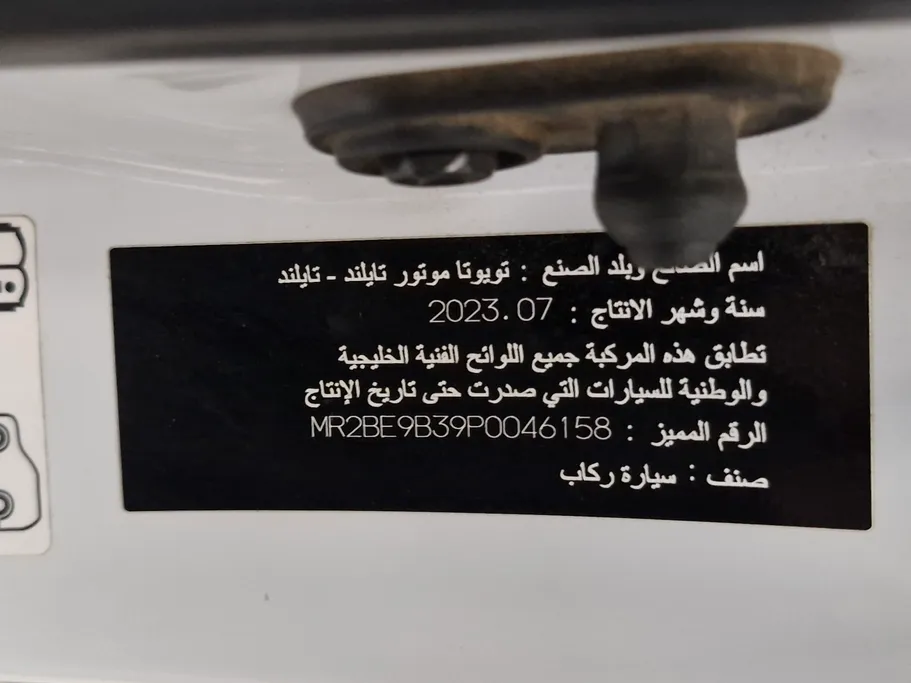 اسم الصانع وبلد الصنع : تويوتا موتور تايلند - تايلند
سنة وشهر الانتاج : 2023.07
تطابق هذه المركبة جميع اللوائح الفنية الخليجية
والوطنية للسيارات التي صدرت حتى تاريخ الإنتاج
الرقم المميز : MR2BE9B39P0046158
صنف : سيارة ركاب